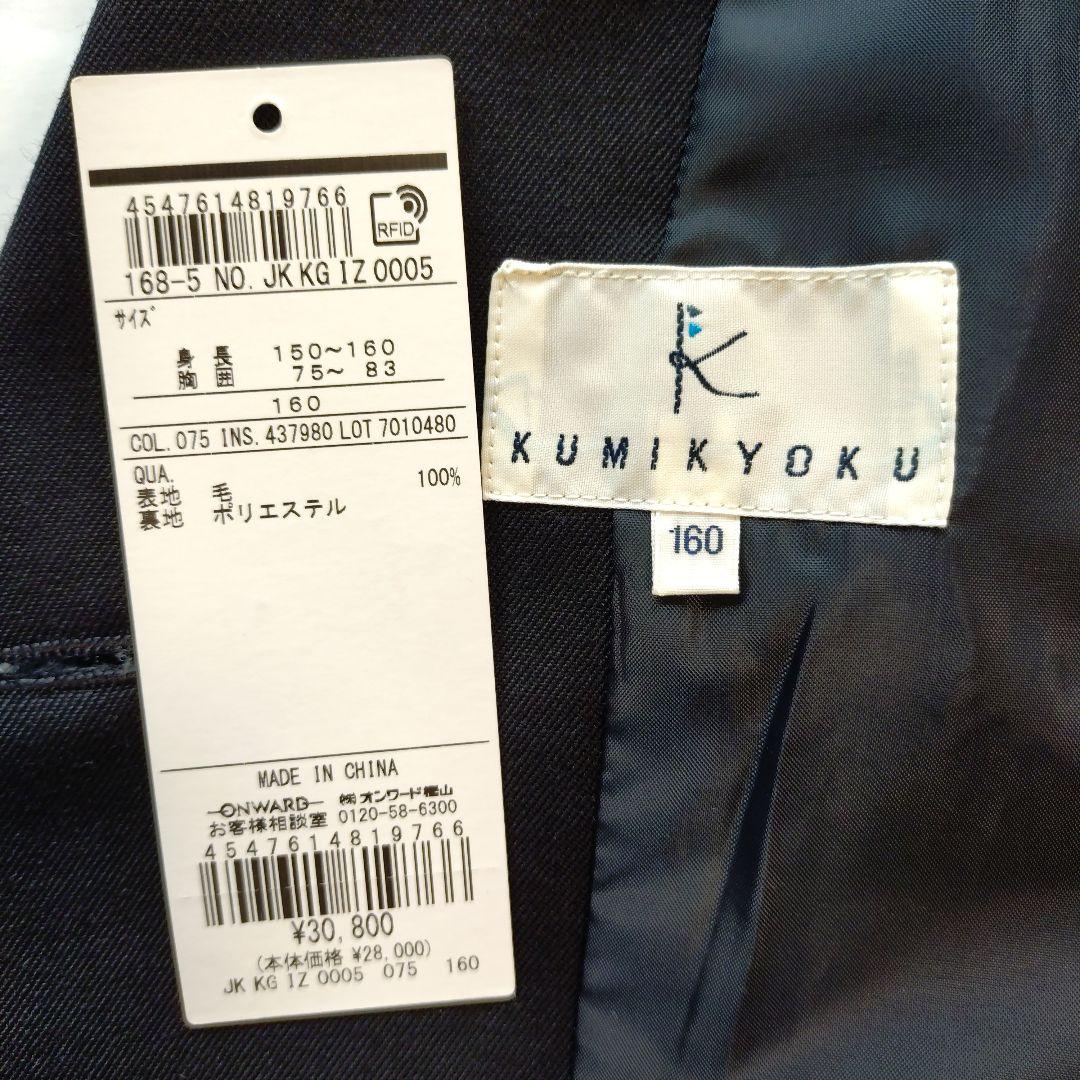 4547614819766
RFID
168-5 NO. JK KG IZ 0005
サイズ
身長 150～160
胸囲 75～ 83
160
COL. 075 INS. 437980 LOT 7010480
QUA.
表地 毛 100%
裏地 ポリエステル
MADE IN CHINA
ONWARD ㈱オンワード樫山
お客様相談室 0120-58-6300
4547614819766
¥30,800
(本体価格 ¥28,000)
JK KG IZ 0005 075 160
K
KUMIKYOKU
160